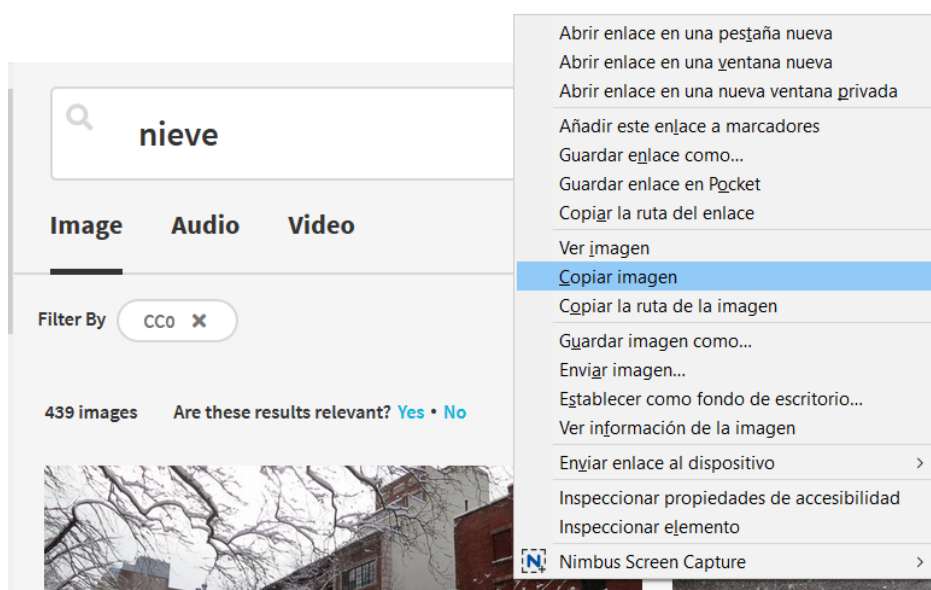 nieve
Image Audio Video
Filter By CC0 ✕
439 images Are these results relevant? Yes • No
Abrir enlace en una pestaña nueva
Abrir enlace en una ventana nueva
Abrir enlace en una nueva ventana privada
Añadir este enlace a marcadores
Guardar enlace como...
Guardar enlace en Pocket
Copiar la ruta del enlace
Ver imagen
Copiar imagen
Copiar la ruta de la imagen
Guardar imagen como...
Enviar imagen...
Establecer como fondo de escritorio...
Ver información de la imagen
Enviar enlace al dispositivo
Inspeccionar propiedades de accesibilidad
Inspeccionar elemento
N Nimbus Screen Capture